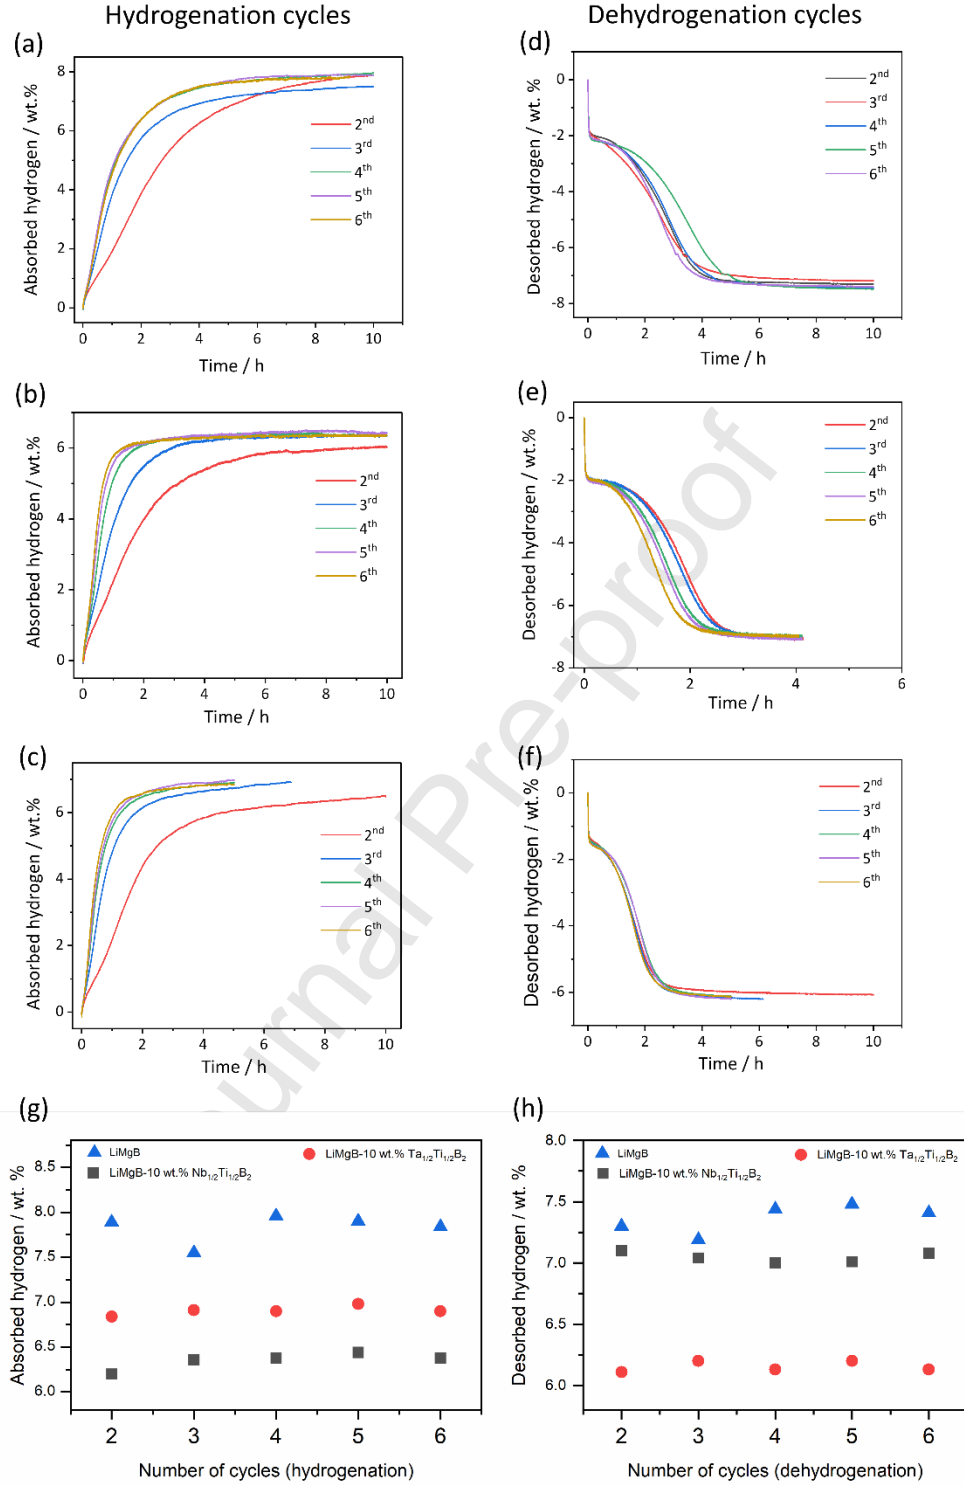 Hydrogenation cycles
Dehydrogenation cycles
(a)
Absorbed hydrogen / wt.%
8
6
4
2
0
2nd
3rd
4th
5th
6th
0 2 4 6 8 10
Time / h
(d)
Desorbed hydrogen / wt.%
0
-2
-4
-6
-8
2nd
3rd
4th
5th
6th
0 2 4 6 8 10
Time / h
(b)
Absorbed hydrogen / wt.%
6
4
2
0
2nd
3rd
4th
5th
6th
0 2 4 6 8 10
Time / h
(e)
Desorbed hydrogen / wt.%
0
-2
-4
-6
-8
2nd
3rd
4th
5th
6th
0 2 4 6
Time / h
(c)
Absorbed hydrogen / wt.%
6
4
2
0
2nd
3rd
4th
5th
6th
0 2 4 6 8 10
Time / h
(f)
Desorbed hydrogen / wt.%
0
-2
-4
-6
2nd
3rd
4th
5th
6th
0 2 4 6 8 10
Time / h
(g)
Absorbed hydrogen / wt. %
8.5
8.0
7.5
7.0
6.5
6.0
LiMgB
LiMgB-10 wt.% Ta1/2Ti1/2B2
LiMgB-10 wt.% Nb1/2Ti1/2B2
2 3 4 5 6
Number of cycles (hydrogenation)
(h)
Desorbed hydrogen / wt. %
8.0
7.5
7.0
6.5
6.0
LiMgB
LiMgB-10 wt.% Ta1/2Ti1/2B2
LiMgB-10 wt.% Nb1/2Ti1/2B2
2 3 4 5 6
Number of cycles (dehydrogenation)
urnal Pre-proof